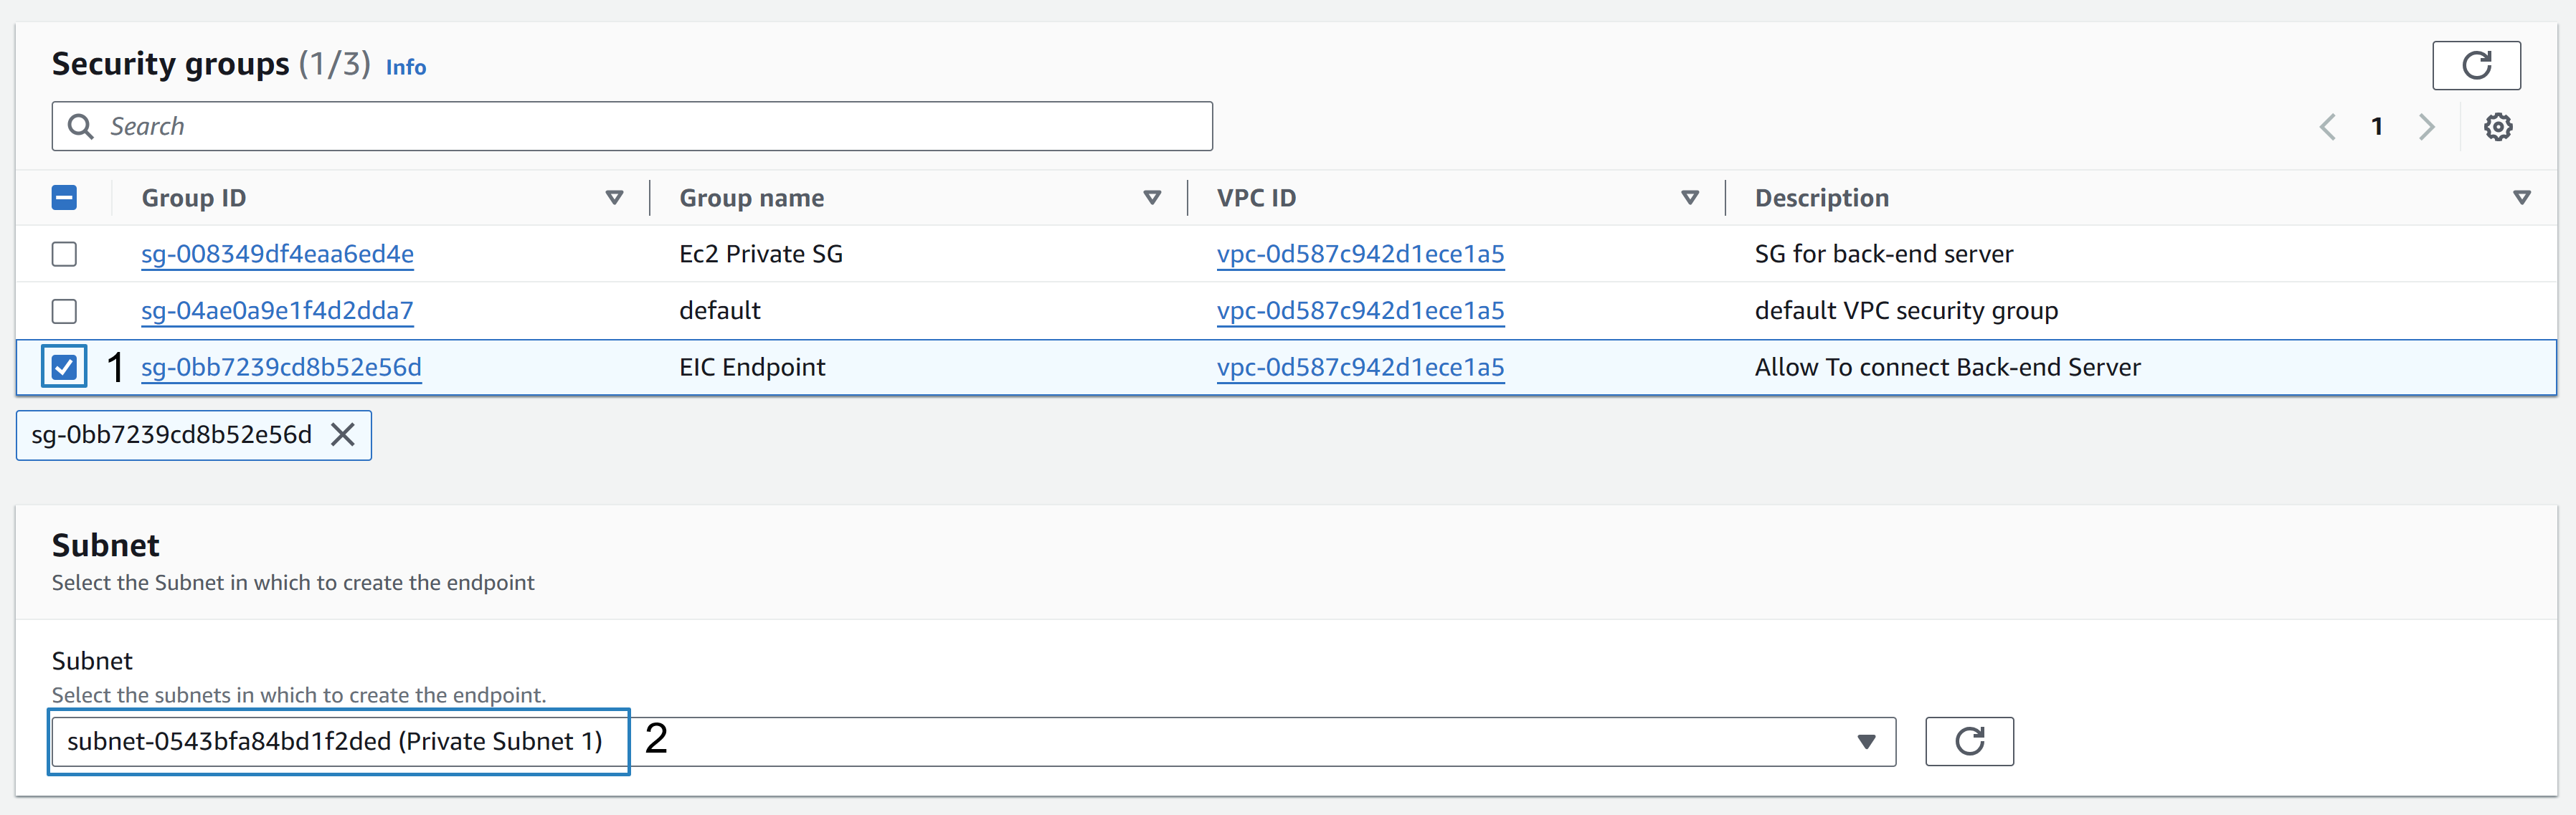 Security groups (1/3) Info
Search
1
Group ID Group name VPC ID Description
sg-008349df4eaa6ed4e Ec2 Private SG vpc-0d587c942d1ece1a5 SG for back-end server
sg-04ae0a9e1f4d2dda7 default vpc-0d587c942d1ece1a5 default VPC security group
1 sg-0bb7239cd8b52e56d EIC Endpoint vpc-0d587c942d1ece1a5 Allow To connect Back-end Server
sg-0bb7239cd8b52e56d
Subnet
Select the Subnet in which to create the endpoint
Subnet
Select the subnets in which to create the endpoint.
subnet-0543bfa84bd1f2ded (Private Subnet 1) 2